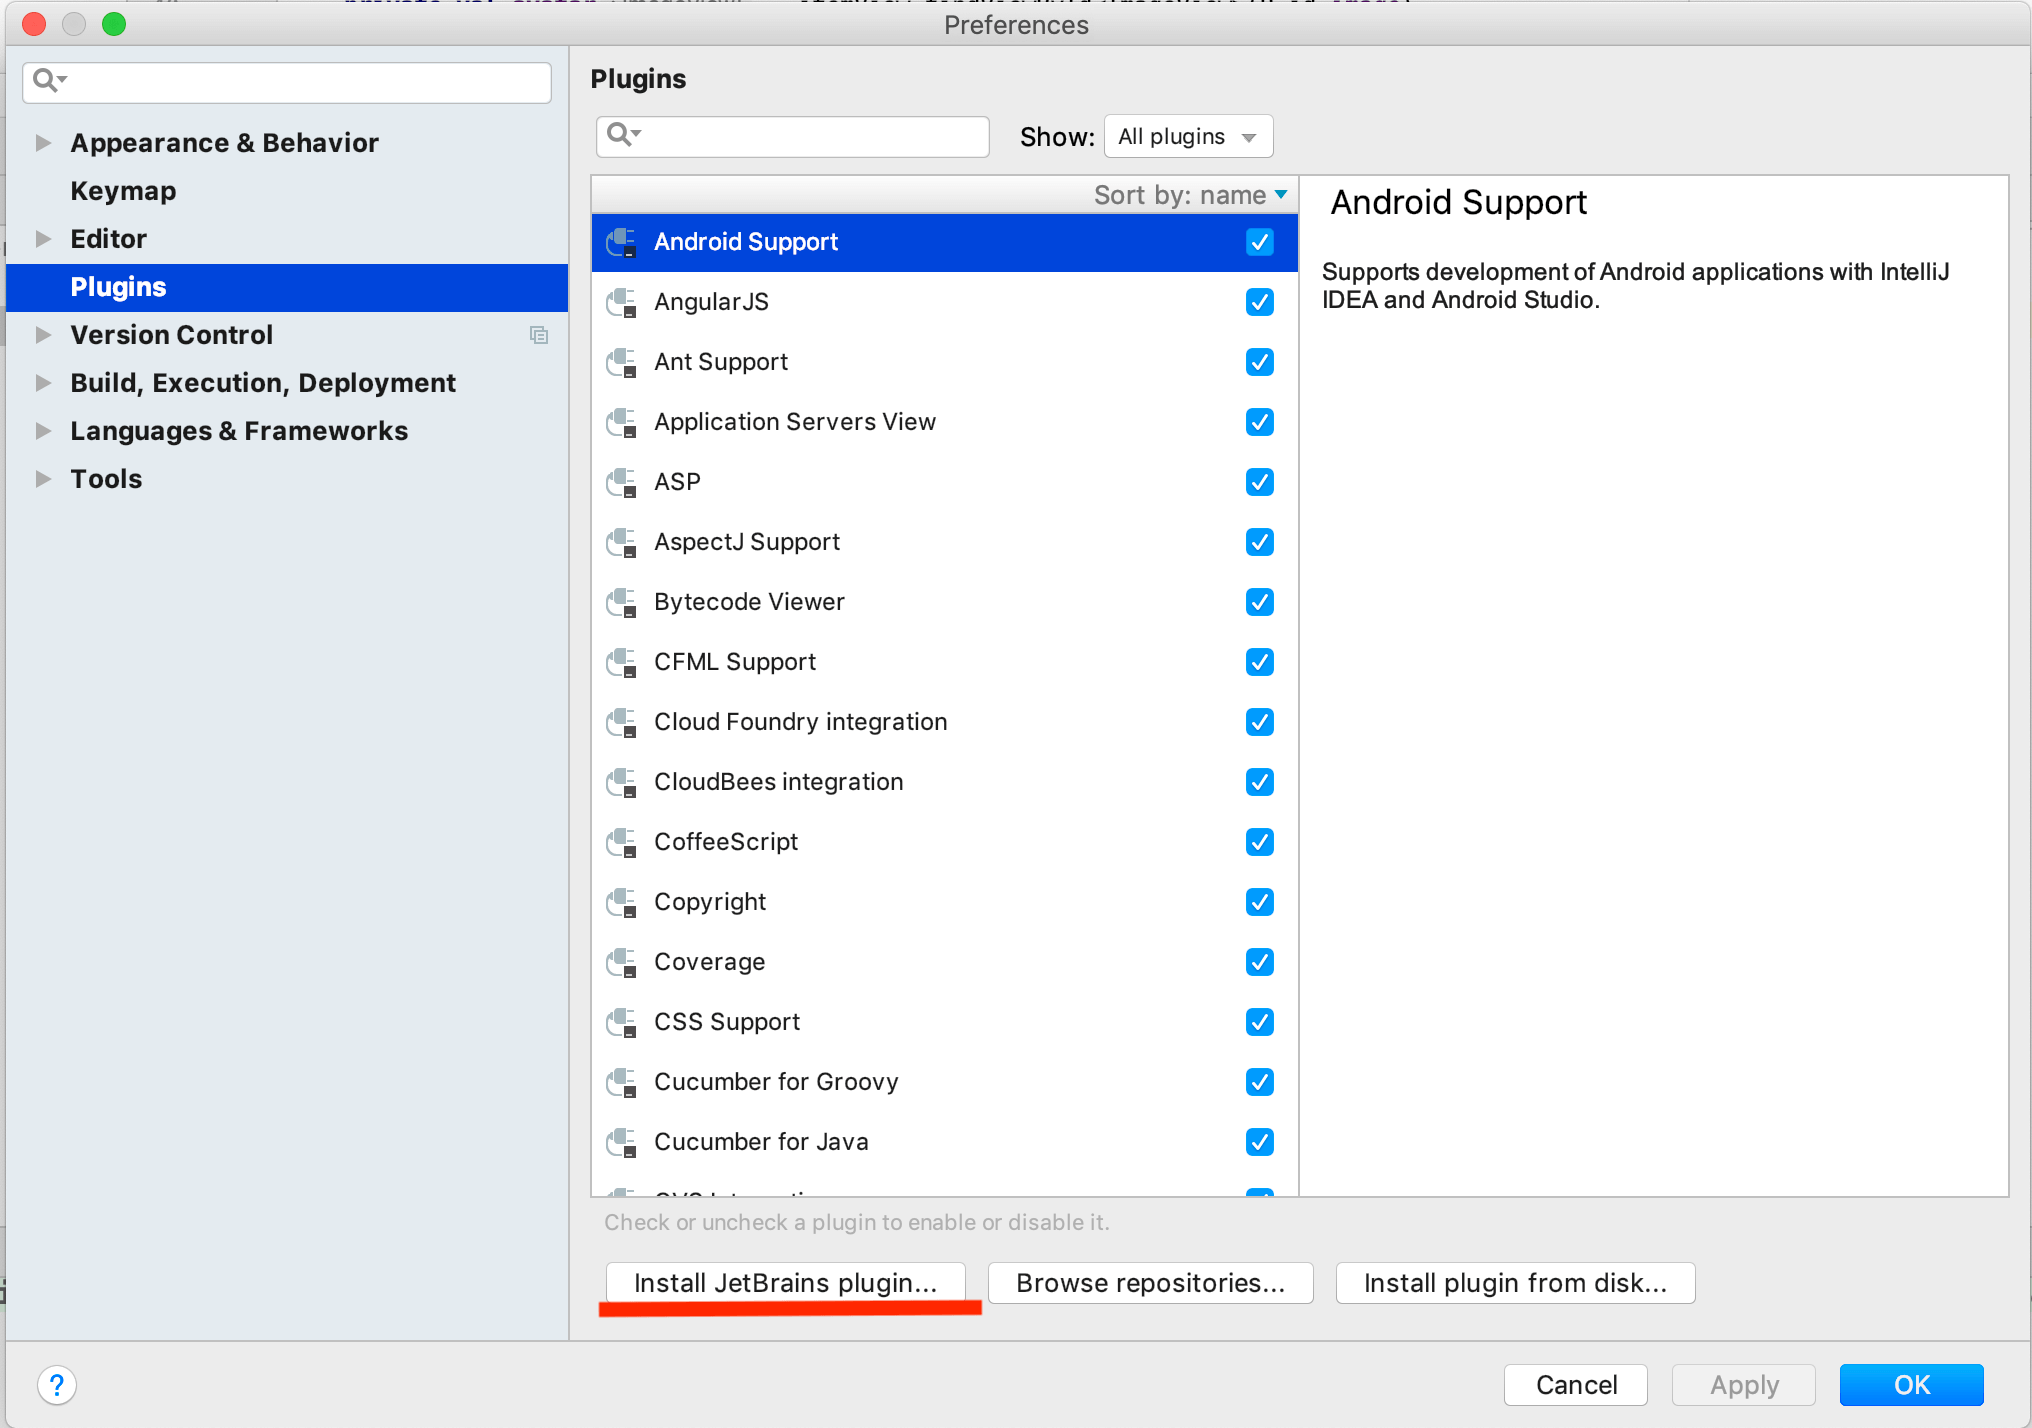 Preferences
Appearance & Behavior
Keymap
Editor
Plugins
Version Control
Build, Execution, Deployment
Languages & Frameworks
Tools
Plugins
Show: All plugins
Sort by: name
Android Support
AngularJS
Ant Support
Application Servers View
ASP
AspectJ Support
Bytecode Viewer
CFML Support
Cloud Foundry integration
CloudBees integration
CoffeeScript
Copyright
Coverage
CSS Support
Cucumber for Groovy
Cucumber for Java
Android Support
Supports development of Android applications with IntelliJ
IDEA and Android Studio.
Check or uncheck a plugin to enable or disable it.
Install JetBrains plugin... Browse repositories... Install plugin from disk...
? Cancel Apply OK